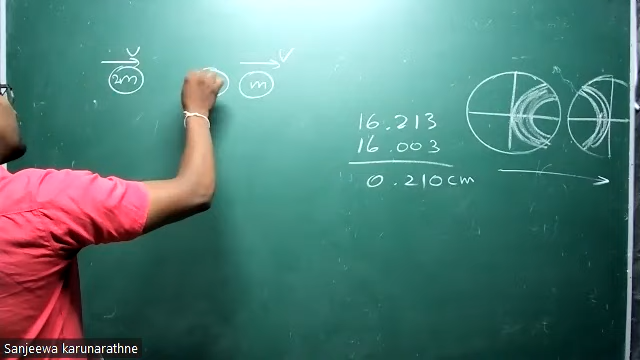 V
V
2m
m
16.213
16.003
0.210cm
Sanjeewa karunarathne